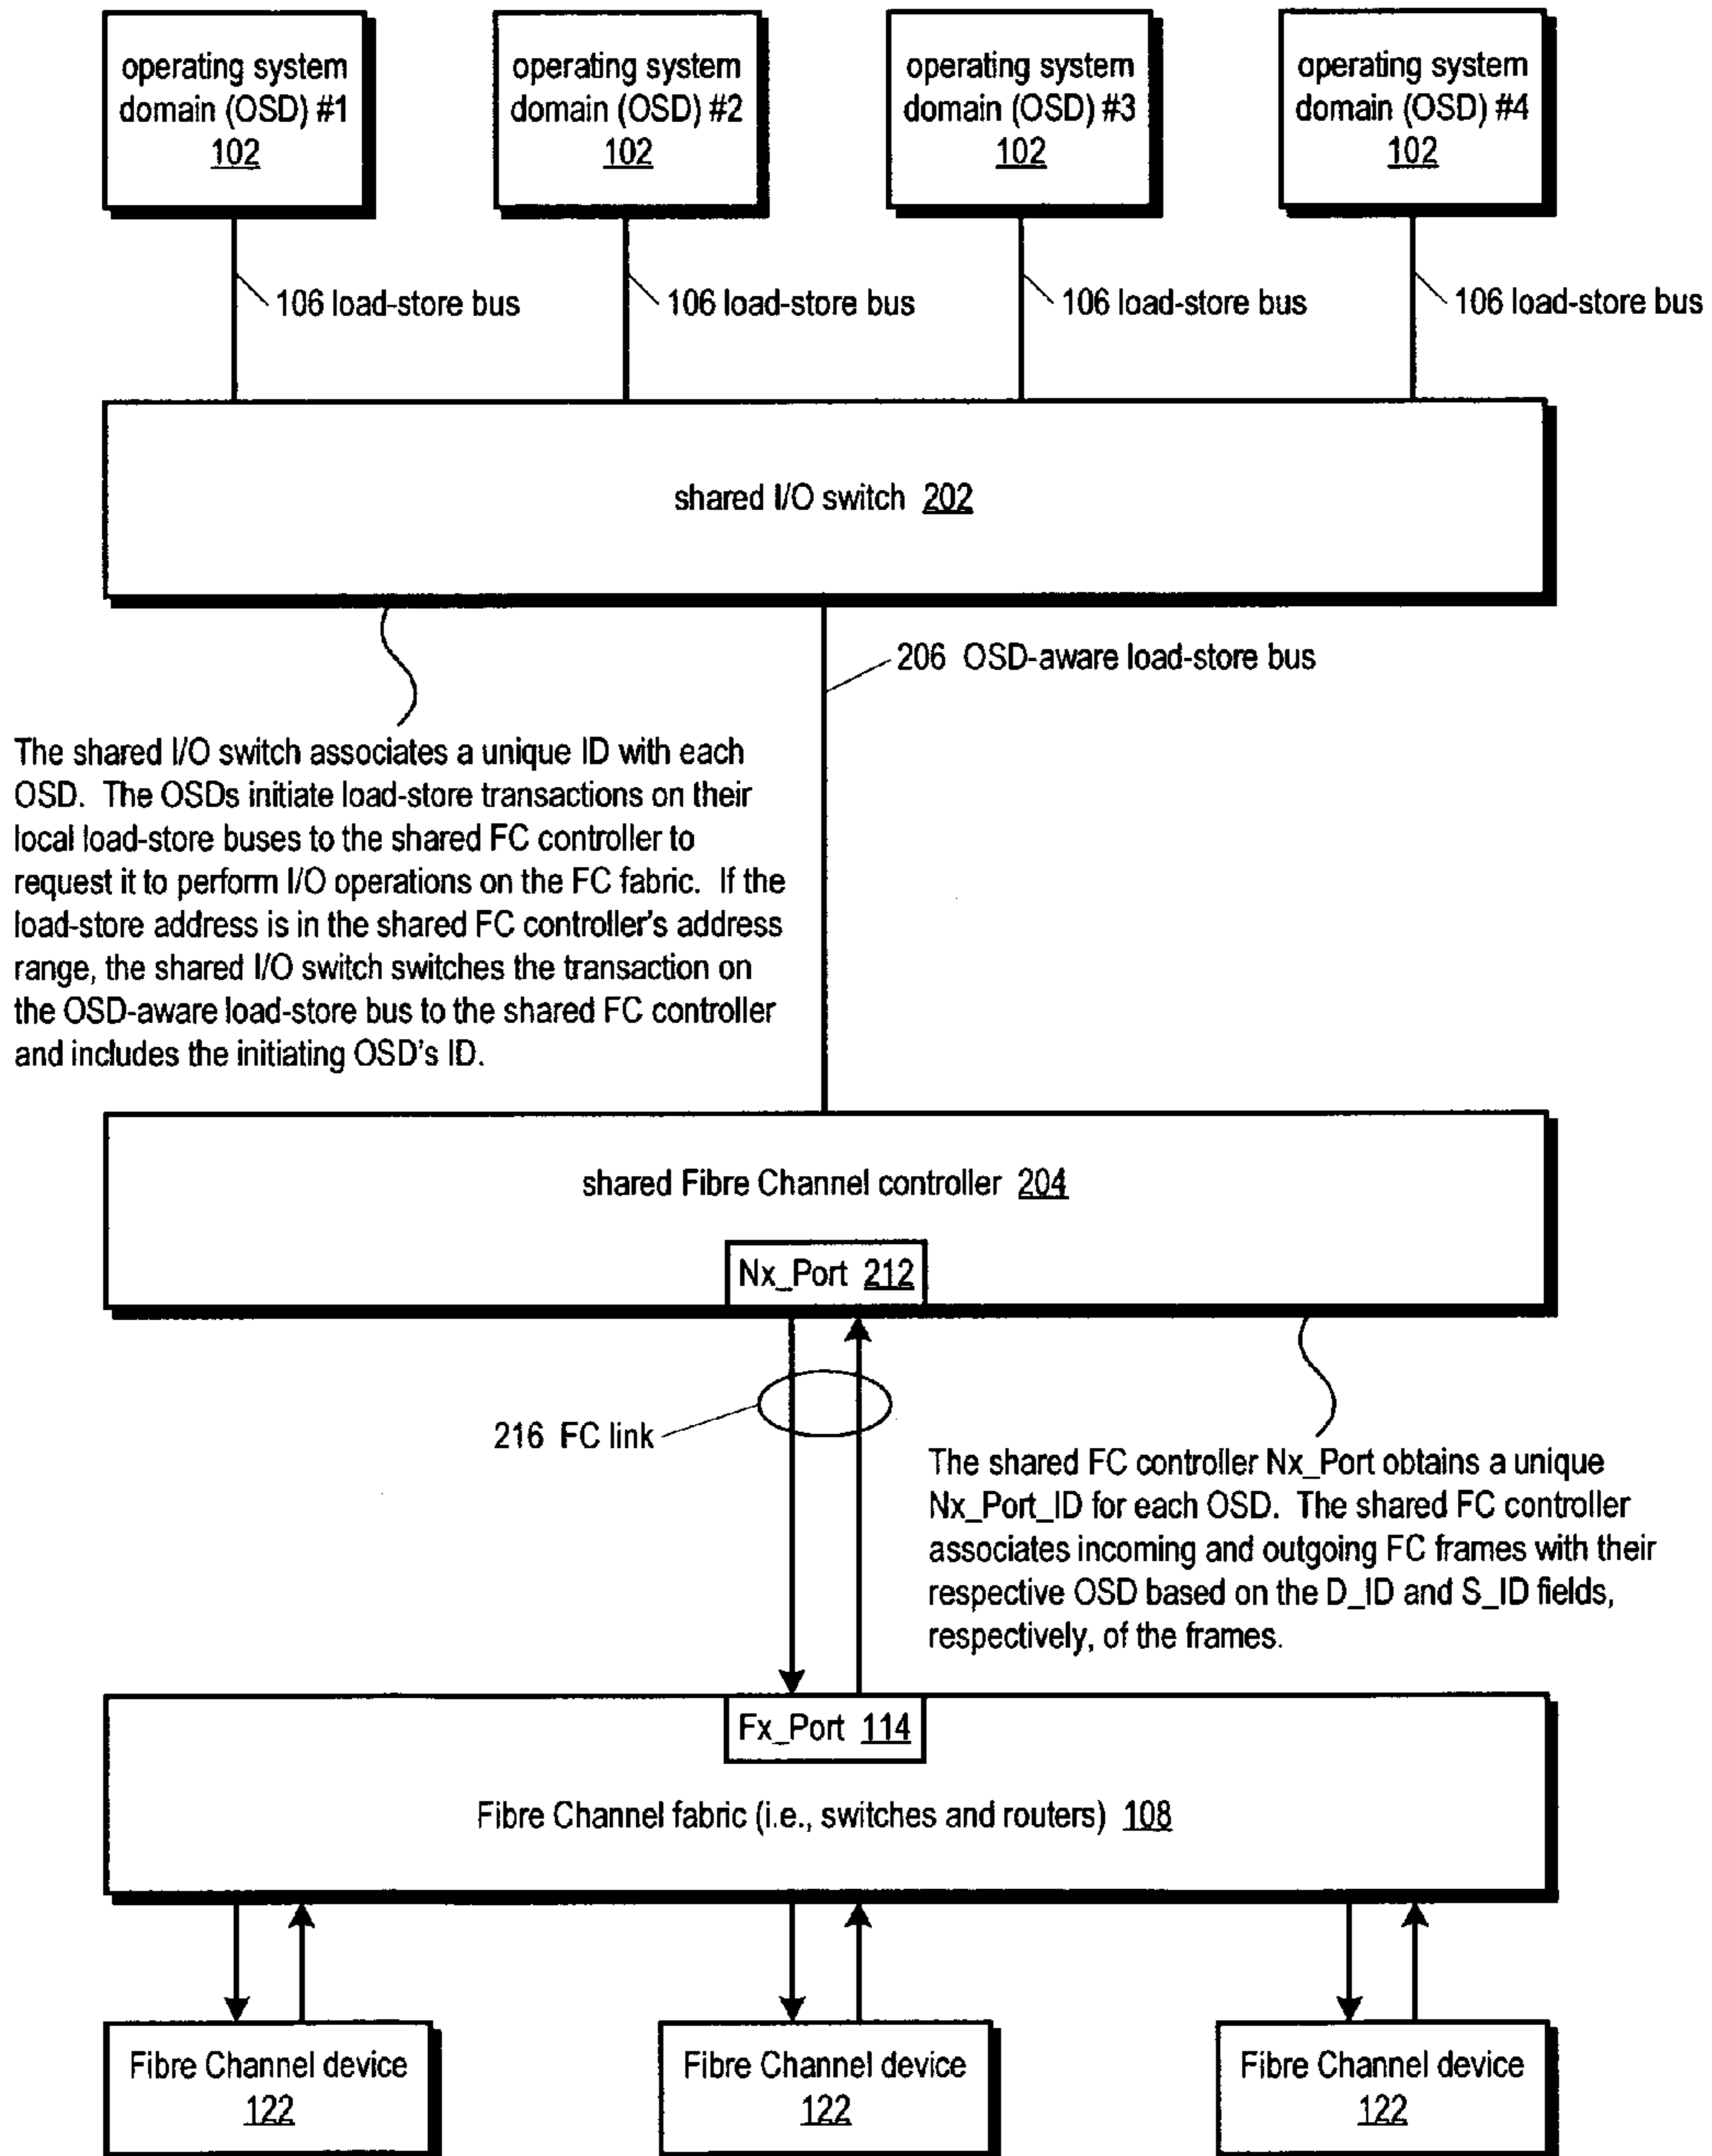 operating system
domain (OSD) #1
102
operating system
domain (OSD) #2
102
operating system
domain (OSD) #3
102
operating system
domain (OSD) #4
102
106 load-store bus
106 load-store bus
106 load-store bus
106 load-store bus
shared I/O switch 202
206 OSD-aware load-store bus
The shared I/O switch associates a unique ID with each
OSD. The OSDs initiate load-store transactions on their
local load-store buses to the shared FC controller to
request it to perform I/O operations on the FC fabric. If the
load-store address is in the shared FC controller's address
range, the shared I/O switch switches the transaction on
the OSD-aware load-store bus to the shared FC controller
and includes the initiating OSD's ID.
shared Fibre Channel controller 204
Nx_Port 212
216 FC link
The shared FC controller Nx_Port obtains a unique
Nx_Port_ID for each OSD. The shared FC controller
associates incoming and outgoing FC frames with their
respective OSD based on the D_ID and S_ID fields,
respectively, of the frames.
Fx_Port 114
Fibre Channel fabric (i.e., switches and routers) 108
Fibre Channel device
122
Fibre Channel device
122
Fibre Channel device
122